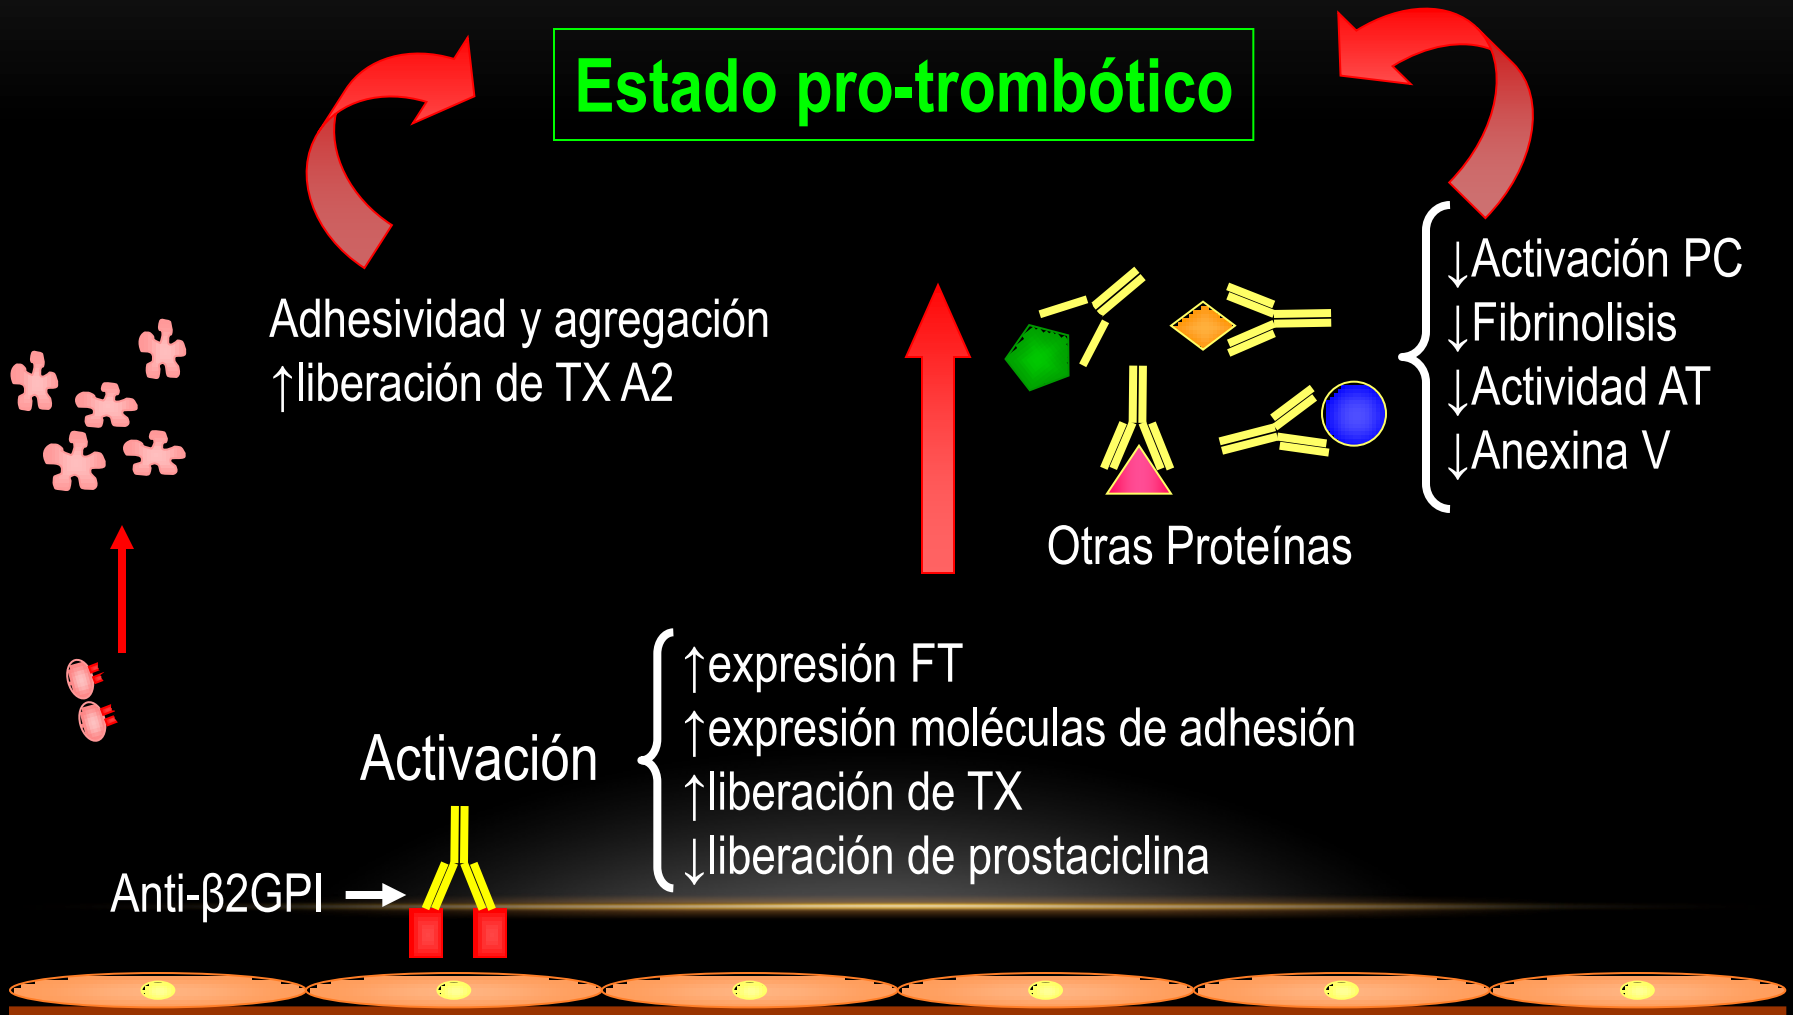 Estado pro-trombótico
Adhesividad y agregación
↑liberación de TX A2
↓Activación PC
↓Fibrinolisis
↓Actividad AT
↓Anexina V
Otras Proteínas
Activación
↑expresión FT
↑expresión moléculas de adhesión
↑liberación de TX
↓liberación de prostaciclina
Anti-β2GPI